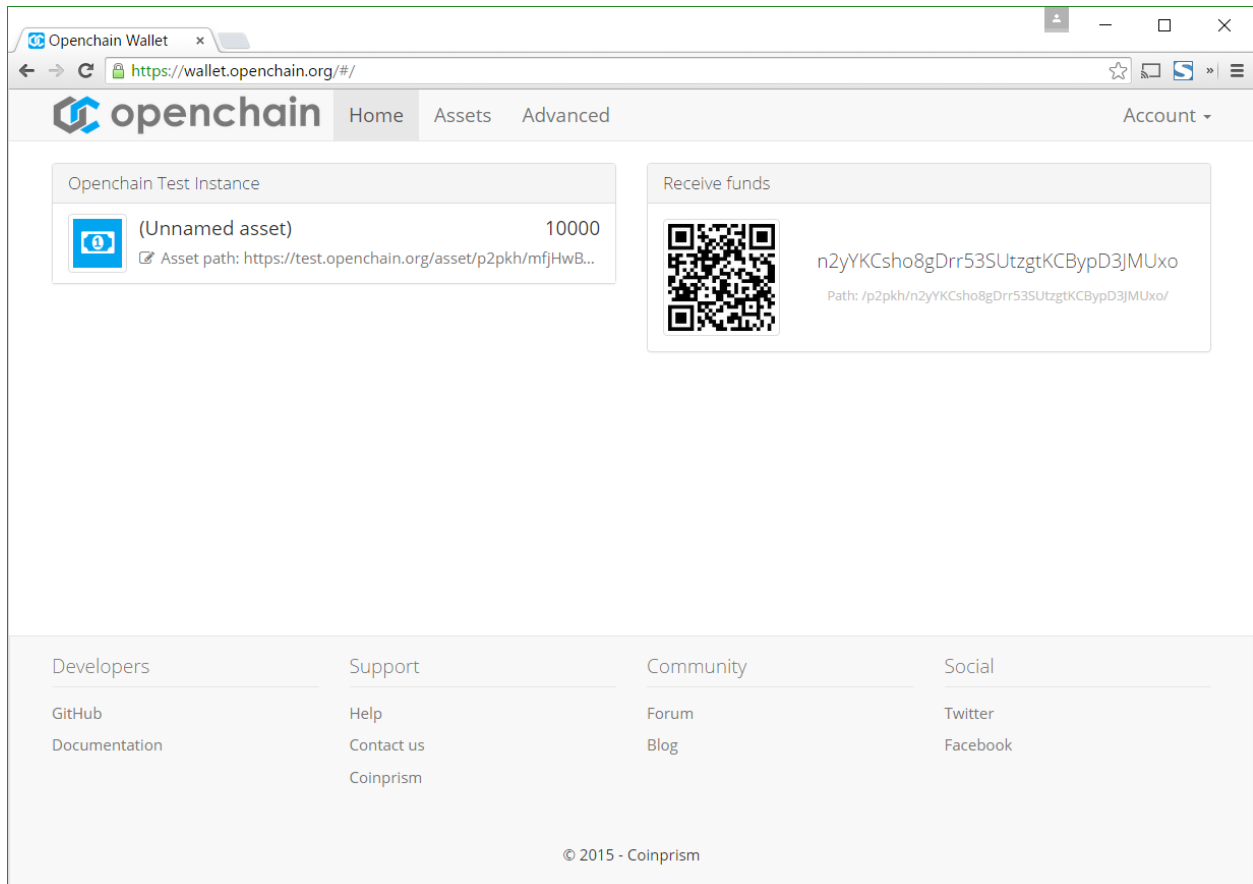 Openchain Wallet
https://wallet.openchain.org/#/
openchain Home Assets Advanced Account
Openchain Test Instance
(Unnamed asset) 10000
Asset path: https://test.openchain.org/asset/p2pkh/mfjHwB...
Receive funds
n2yYKCsho8gDrr53SUtzgtKCBypD3JMUxo
Path: /p2pkh/n2yYKCsho8gDrr53SUtzgtKCBypD3JMUxo/
Developers
GitHub
Documentation
Support
Help
Contact us
Coinprism
Community
Forum
Blog
Social
Twitter
Facebook
© 2015 - Coinprism